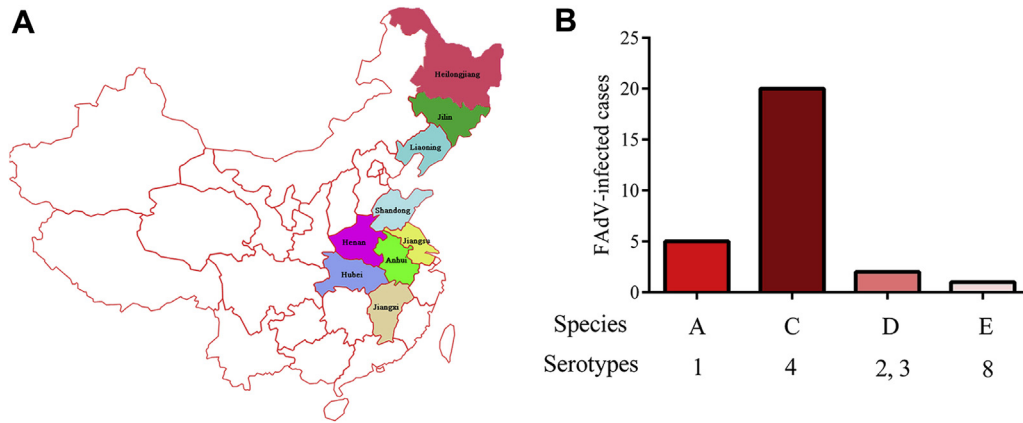 A
Heilongjiang
Jilin
Liaoning
Shandong
Henan
Jiangsu
Anhui
Hubei
Jiangxi
B
FAdV-infected cases
25
20
15
10
5
0
Species A C D E
Serotypes 1 4 2, 3 8